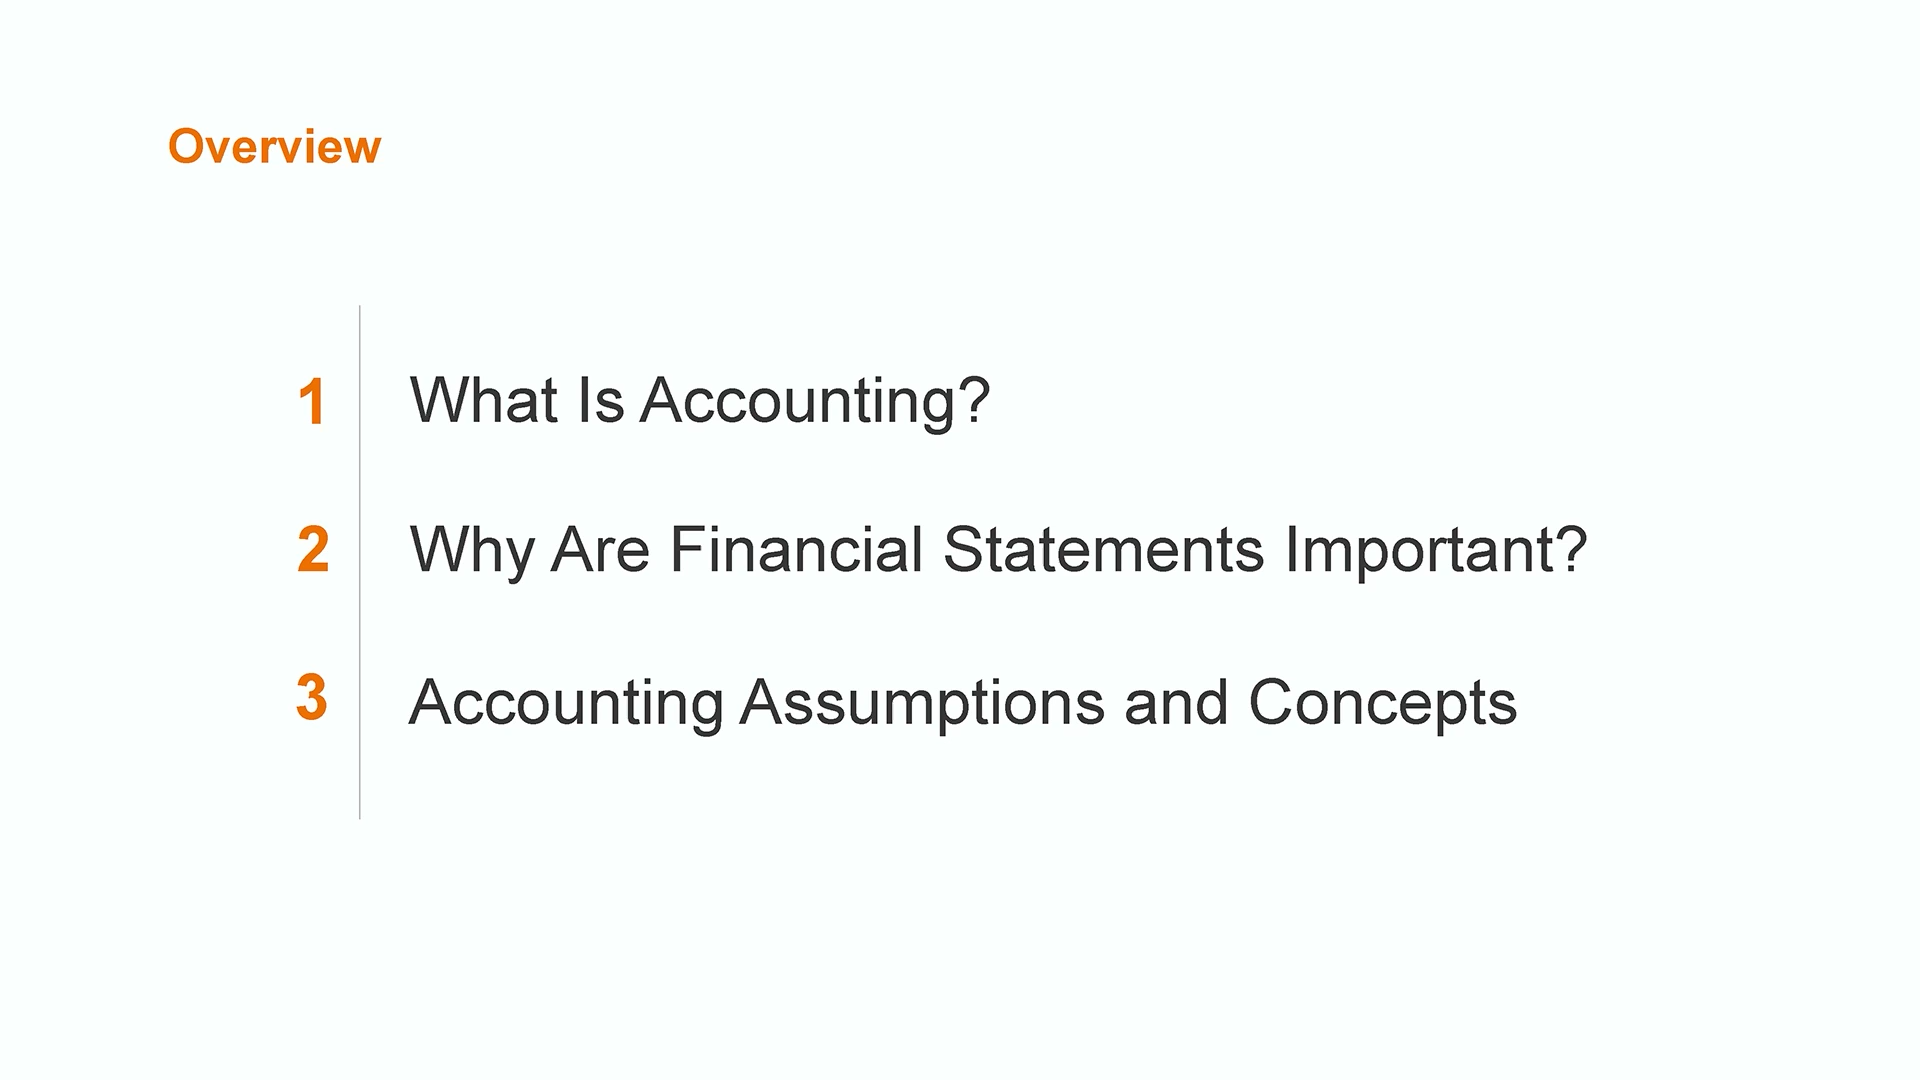 Overview
1 What Is Accounting?
2 Why Are Financial Statements Important?
3 Accounting Assumptions and Concepts